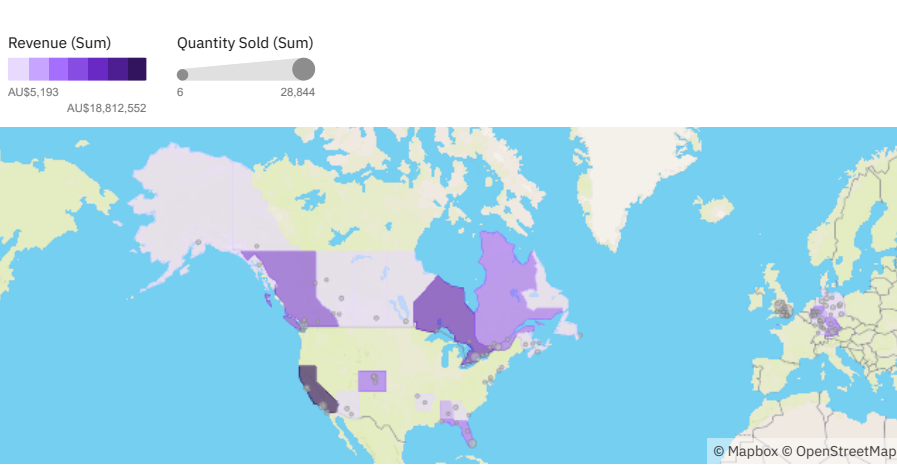 Revenue (Sum)
Quantity Sold (Sum)
AU$5,193
AU$18,812,552
6
28,844
© Mapbox © OpenStreetMap